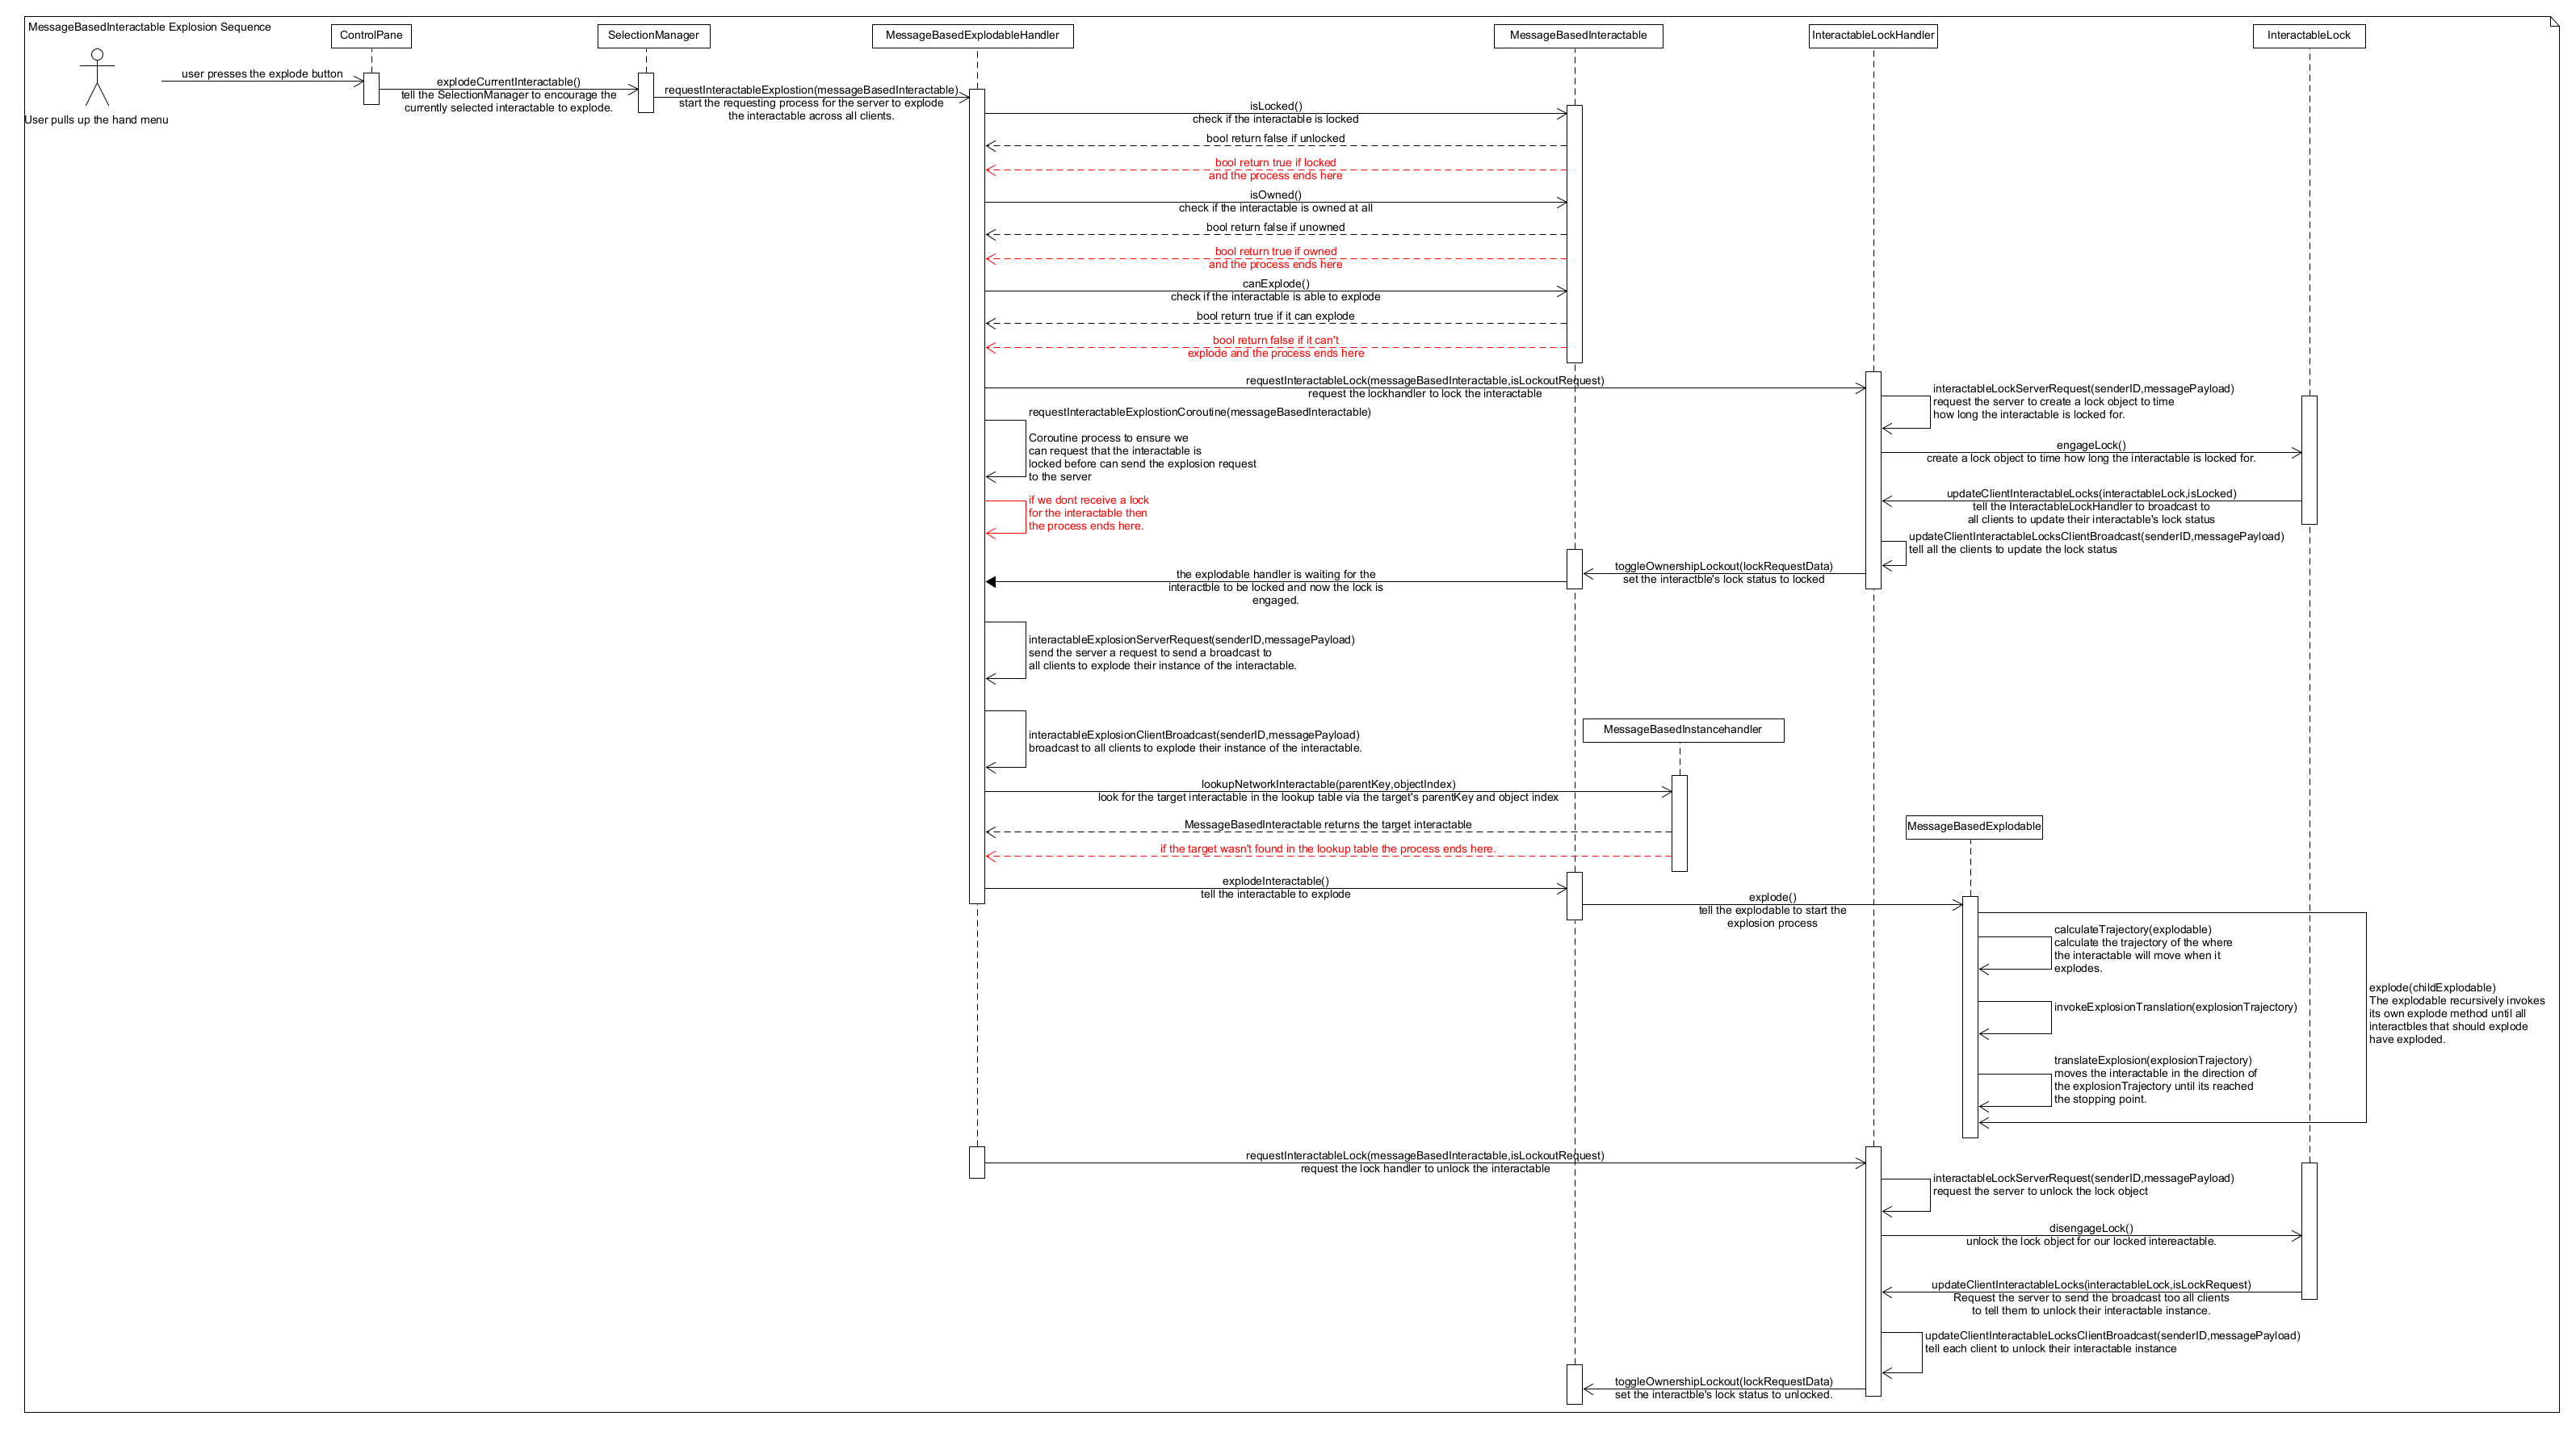 MessageBasedInteractable Explosion Sequence
ControlPane
SelectionManager
MessageBasedExplodableHandler
MessageBasedInteractable
InteractableLockHandler
InteractableLock
User pulls up the hand menu
user presses the explode button
explodeCurrentInteractable()
tell the SelectionManager to encourage the
currently selected interactable to explode.
requestInteractableExplostion(messageBasedInteractable)
start the requesting process for the server to explode
the interactable across all clients.
isLocked()
check if the interactable is locked
bool return false if unlocked
bool return true if locked
and the process ends here
isOwned()
check if the interactable is owned at all
bool return false if unowned
bool return true if owned
and the process ends here
canExplode()
check if the interactable is able to explode
bool return true if it can explode
bool return false if it can't
explode and the process ends here
requestInteractableLock(messageBasedInteractable,isLockoutRequest)
request the lockhandler to lock the interactable
interactableLockServerRequest(senderID,messagePayload)
request the server to create a lock object to time
how long the interactable is locked for.
requestInteractableExplostionCoroutine(messageBasedInteractable)
Coroutine process to ensure we
can request that the interactable is
locked before can send the explosion request
to the server
engageLock()
create a lock object to time how long the interactable is locked for.
if we dont receive a lock
for the interactable then
the process ends here.
updateClientInteractableLocks(interactableLock,isLocked)
tell the InteractableLockHandler to broadcast to
all clients to update their interactable's lock status
updateClientInteractableLocksClientBroadcast(senderID,messagePayload)
tell all the clients to update the lock status
toggleOwnershipLockout(lockRequestData)
set the interactble's lock status to locked
the explodable handler is waiting for the
interactble to be locked and now the lock is
engaged.
interactableExplosionServerRequest(senderID,messagePayload)
send the server a request to send a broadcast to
all clients to explode their instance of the interactable.
interactableExplosionClientBroadcast(senderID,messagePayload)
broadcast to all clients to explode their instance of the interactable.
MessageBasedInstancehandler
lookupNetworkInteractable(parentKey,objectIndex)
look for the target interactable in the lookup table via the target's parentKey and object index
MessageBasedInteractable returns the target interactable
if the target wasn't found in the lookup table the process ends here.
MessageBasedExplodable
explodeInteractable()
tell the interactable to explode
explode()
tell the explodable to start the
explosion process
calculateTrajectory(explodable)
calculate the trajectory of the where
the interactable will move when it
explodes.
invokeExplosionTranslation(explosionTrajectory)
explode(childExplodable)
The explodable recursively invokes
its own explode method until all
interactbles that should explode
have exploded.
translateExplosion(explosionTrajectory)
moves the interactable in the direction of
the explosionTrajectory until its reached
the stopping point.
requestInteractableLock(messageBasedInteractable,isLockoutRequest)
request the lock handler to unlock the interactable
interactableLockServerRequest(senderID,messagePayload)
request the server to unlock the lock object
disengageLock()
unlock the lock object for our locked intereactable.
updateClientInteractableLocks(interactableLock,isLockRequest)
Request the server to send the broadcast too all clients
to tell them to unlock their interactable instance.
updateClientInteractableLocksClientBroadcast(senderID,messagePayload)
tell each client to unlock their interactable instance
toggleOwnershipLockout(lockRequestData)
set the interactble's lock status to unlocked.